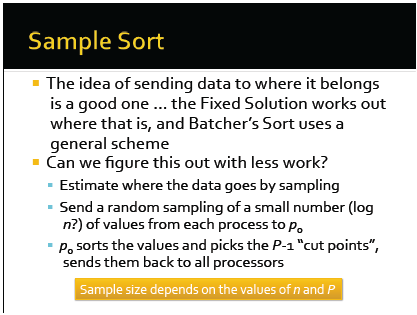 Sample Sort
The idea of sending data to where it belongs
is a good one ... the Fixed Solution works out
where that is, and Batcher's Sort uses a
general scheme
Can we figure this out with less work?
Estimate where the data goes by sampling
Send a random sampling of a small number (log
n?) of values from each process to p₀
p₀ sorts the values and picks the P-1 "cut points",
sends them back to all processors
Sample size depends on the values of n and P